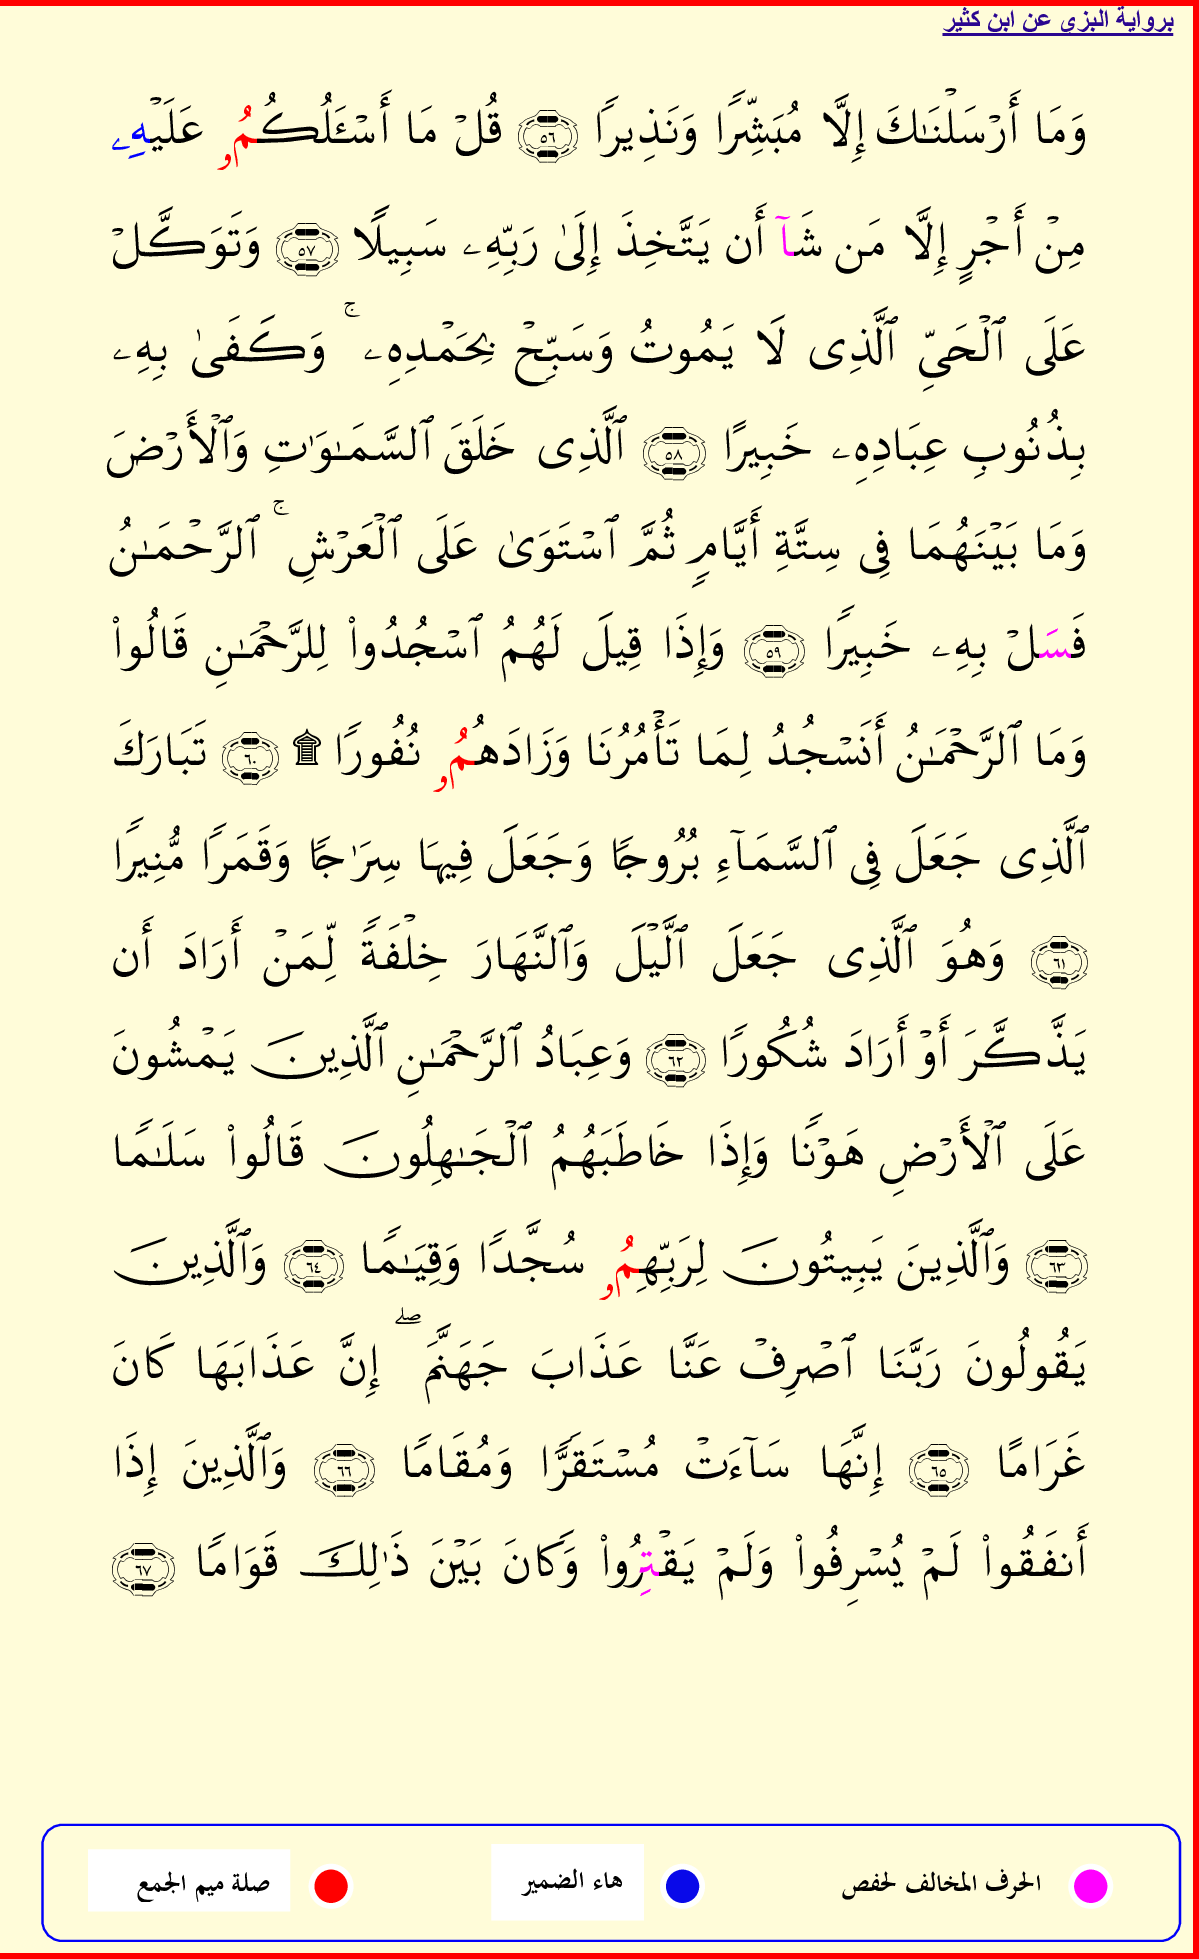 برواية البزى عن ابن كثير
وَمَا أَرْسَلْنَـٰكَ إِلَّا مُبَشِّرًا وَنَذِيرًا ٥٦ قُلْ مَا أَسْـَٔلُكُمُۥ عَلَيْهِۦ
مِنْ أَجْرٍ إِلَّا مَن شَآ أَن يَتَّخِذَ إِلَىٰ رَبِّهِۦ سَبِيلًا ٥٧ وَتَوَكَّلْ
عَلَى ٱلْحَىِّ ٱلَّذِى لَا يَمُوتُ وَسَبِّحْ بِحَمْدِهِۦ ۚ وَكَفَىٰ بِهِۦ
بِذُنُوبِ عِبَادِهِۦ خَبِيرًا ٥٨ ٱلَّذِى خَلَقَ ٱلسَّمَـٰوَٰتِ وَٱلْأَرْضَ
وَمَا بَيْنَهُمَا فِى سِتَّةِ أَيَّامٍ ثُمَّ ٱسْتَوَىٰ عَلَى ٱلْعَرْشِ ۚ ٱلرَّحْمَـٰنُ
فَسَلْ بِهِۦ خَبِيرًا ٥٩ وَإِذَا قِيلَ لَهُمُ ٱسْجُدُواْ لِلرَّحْمَـٰنِ قَالُواْ
وَمَا ٱلرَّحْمَـٰنُ أَنَسْجُدُ لِمَا تَأْمُرُنَا وَزَادَهُمُۥ نُفُورًا ۩ ٦٠ تَبَارَكَ
ٱلَّذِى جَعَلَ فِى ٱلسَّمَآءِ بُرُوجًا وَجَعَلَ فِيهَا سِرَٰجًا وَقَمَرًا مُّنِيرًا
٦١ وَهُوَ ٱلَّذِى جَعَلَ ٱلَّيْلَ وَٱلنَّهَارَ خِلْفَةً لِّمَنْ أَرَادَ أَن
يَذَّكَّرَ أَوْ أَرَادَ شُكُورًا ٦٢ وَعِبَادُ ٱلرَّحْمَـٰنِ ٱلَّذِينَ يَمْشُونَ
عَلَى ٱلْأَرْضِ هَوْنًا وَإِذَا خَاطَبَهُمُ ٱلْجَـٰهِلُونَ قَالُواْ سَلَـٰمًا
٦٣ وَٱلَّذِينَ يَبِيتُونَ لِرَبِّهِمُۥ سُجَّدًا وَقِيَـٰمًا ٦٤ وَٱلَّذِينَ
يَقُولُونَ رَبَّنَا ٱصْرِفْ عَنَّا عَذَابَ جَهَنَّمَ ۖ إِنَّ عَذَابَهَا كَانَ
غَرَامًا ٦٥ إِنَّهَا سَآءَتْ مُسْتَقَرًّا وَمُقَامًا ٦٦ وَٱلَّذِينَ إِذَا
أَنفَقُواْ لَمْ يُسْرِفُواْ وَلَمْ يَقْتِرُواْ وَكَانَ بَيْنَ ذَٰلِكَ قَوَامًا ٦٧
الحرف المخالف لحفص هاء الضمير صلة ميم الجمع